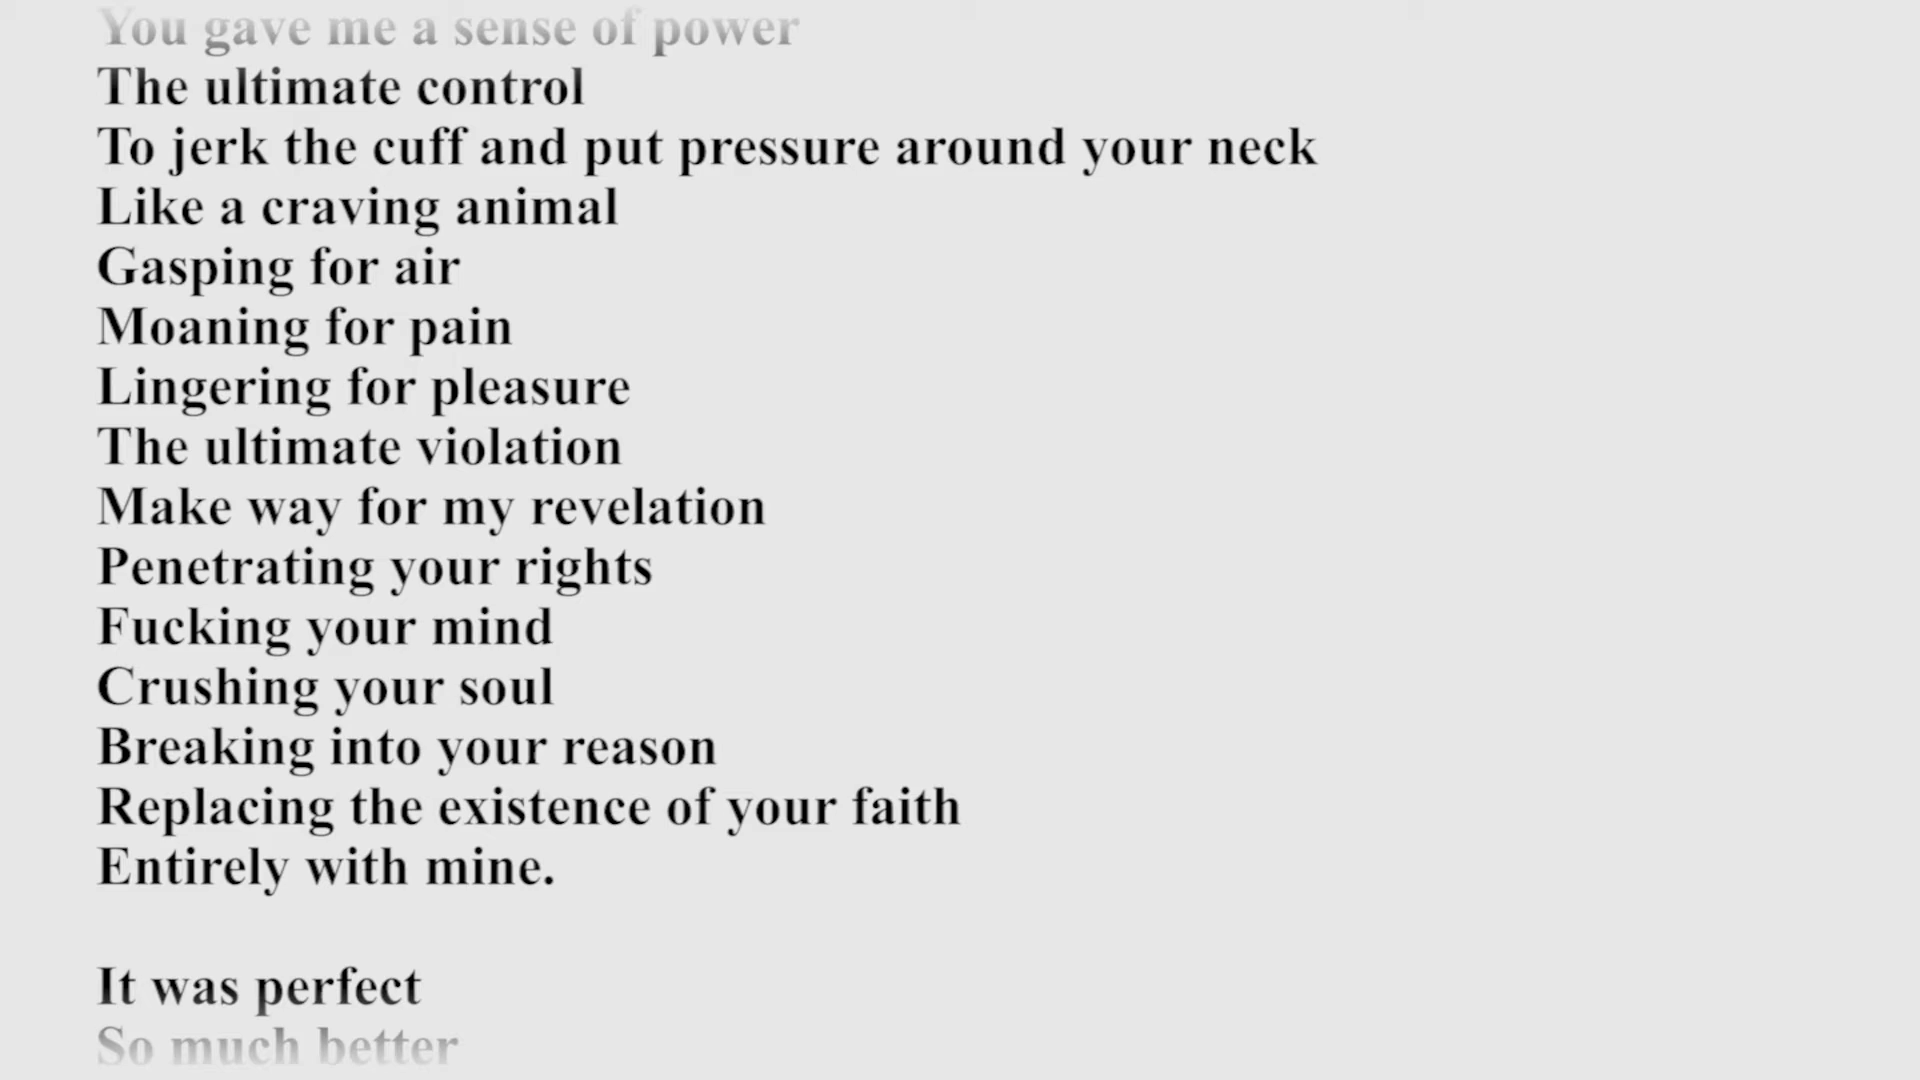 You gave me a sense of power
The ultimate control
To jerk the cuff and put pressure around your neck
Like a craving animal
Gasping for air
Moaning for pain
Lingering for pleasure
The ultimate violation
Make way for my revelation
Penetrating your rights
Fucking your mind
Crushing your soul
Breaking into your reason
Replacing the existence of your faith
Entirely with mine.
It was perfect
So much better